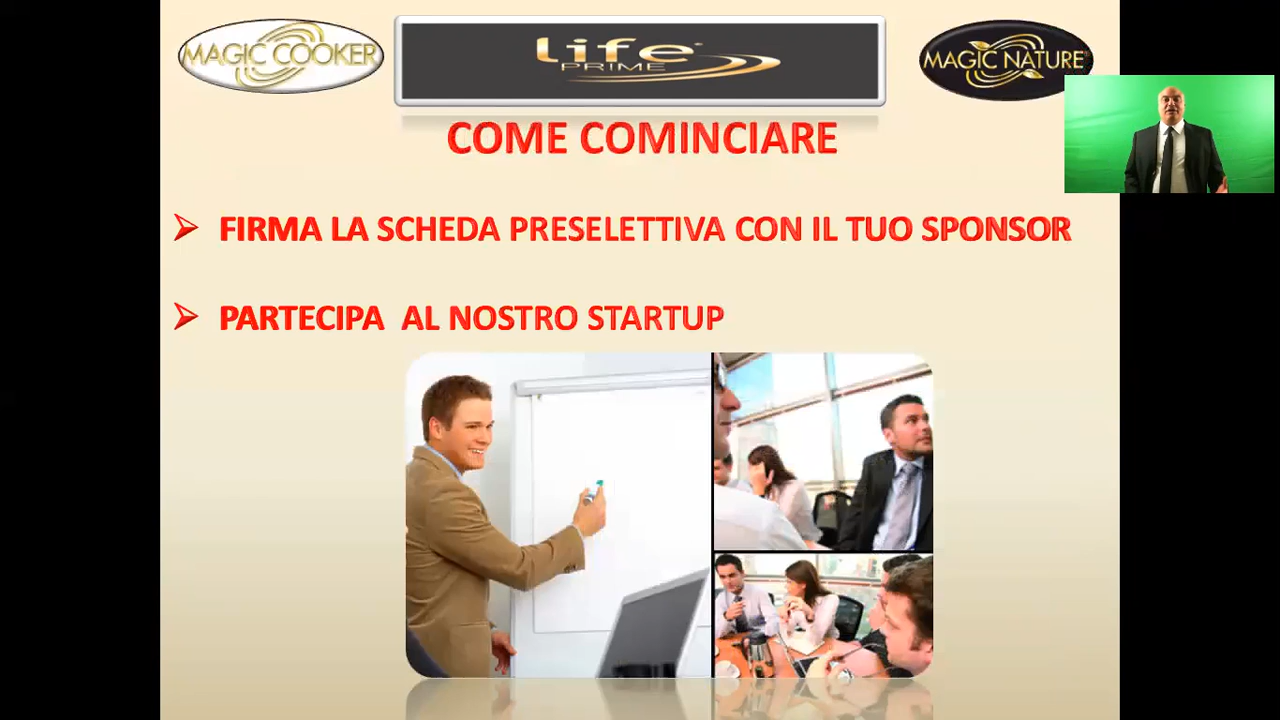 MAGIC COOKER
Life
PRIME
MAGIC NATURE
COME COMINCIARE
FIRMA LA SCHEDA PRESELETTIVA CON IL TUO SPONSOR
PARTECIPA AL NOSTRO STARTUP